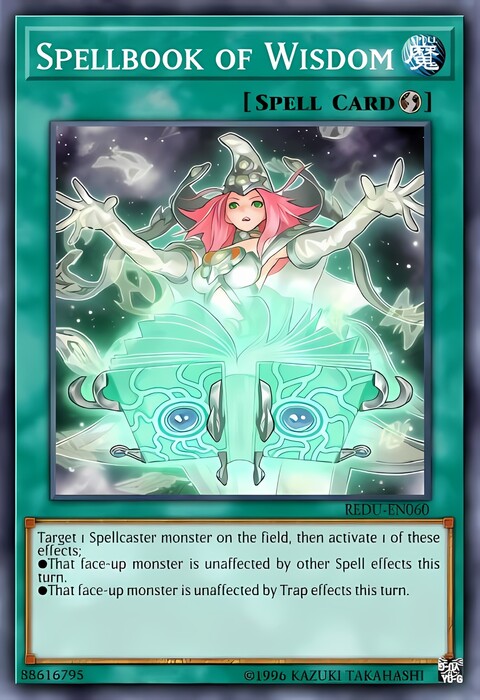 SPELLBOOK OF WISDOM
[SPELL CARD]
REDU-EN060
Target 1 Spellcaster monster on the field, then activate 1 of these
effects;
●That face-up monster is unaffected by other Spell effects this
turn.
●That face-up monster is unaffected by Trap effects this turn.
88616795
©1996 KAZUKI TAKAHASHI